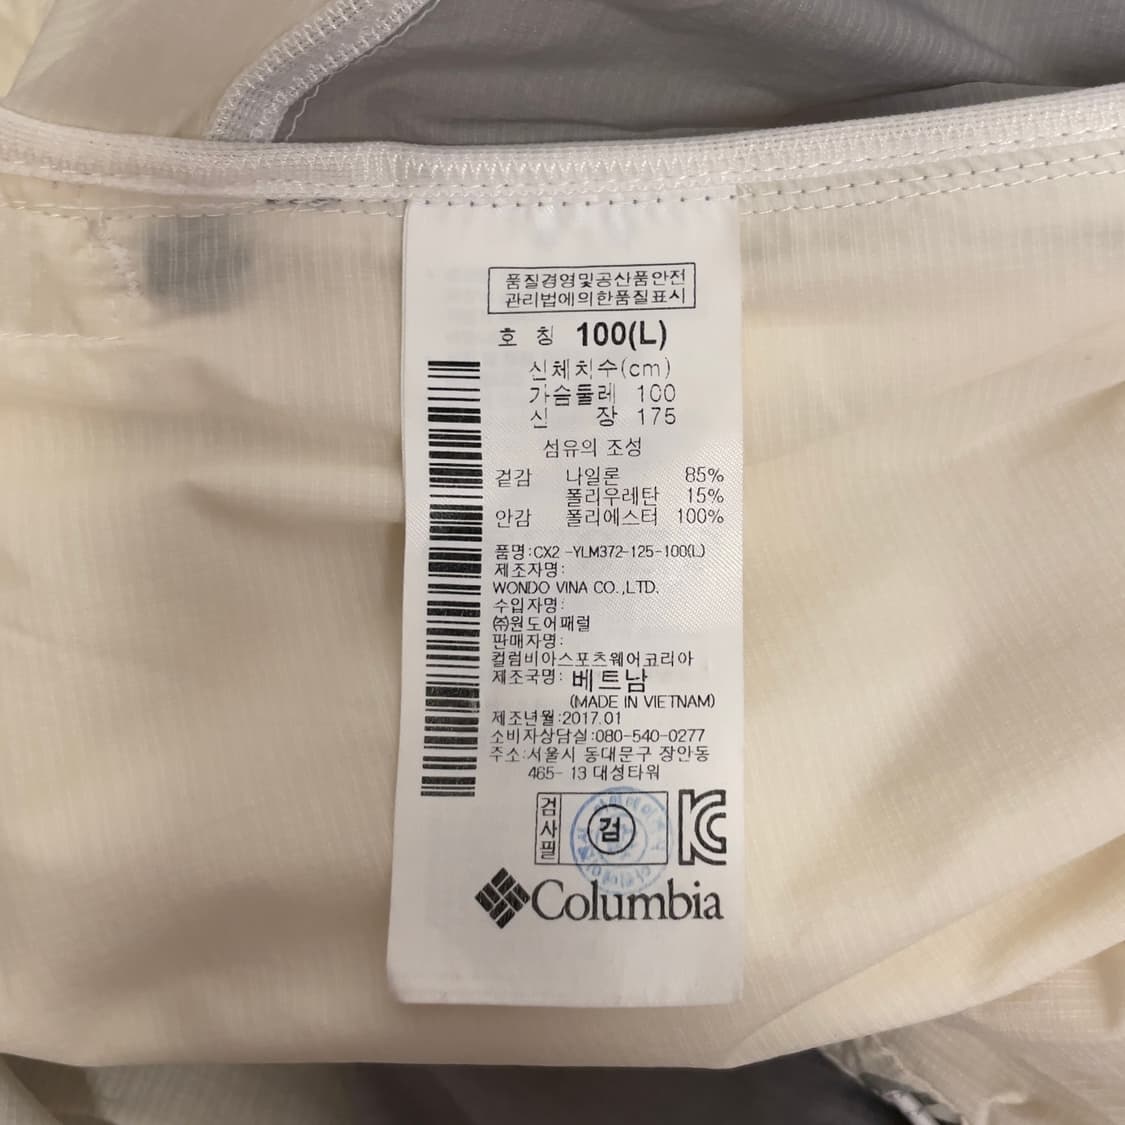 품질경영및공산품안전
관리법에의한품질표시
호 칭 100(L)
신체치수(cm)
가슴둘레 100
신 장 175
섬유의 조성
겉감 나일론 85%
폴리우레탄 15%
안감 폴리에스터 100%
품명:CX2 -YLM372-125-100(L)
제조자명:
WONDO VINA CO.,LTD.
수입자명:
㈜원도어패럴
판매자명:
컬럼비아스포츠웨어코리아
제조국명: 베트남
(MADE IN VIETNAM)
제조년월:2017.01
소비자상담실:080-540-0277
주소:서울시 동대문구 장안동
465- 13 대성타워
검사필 검
Columbia